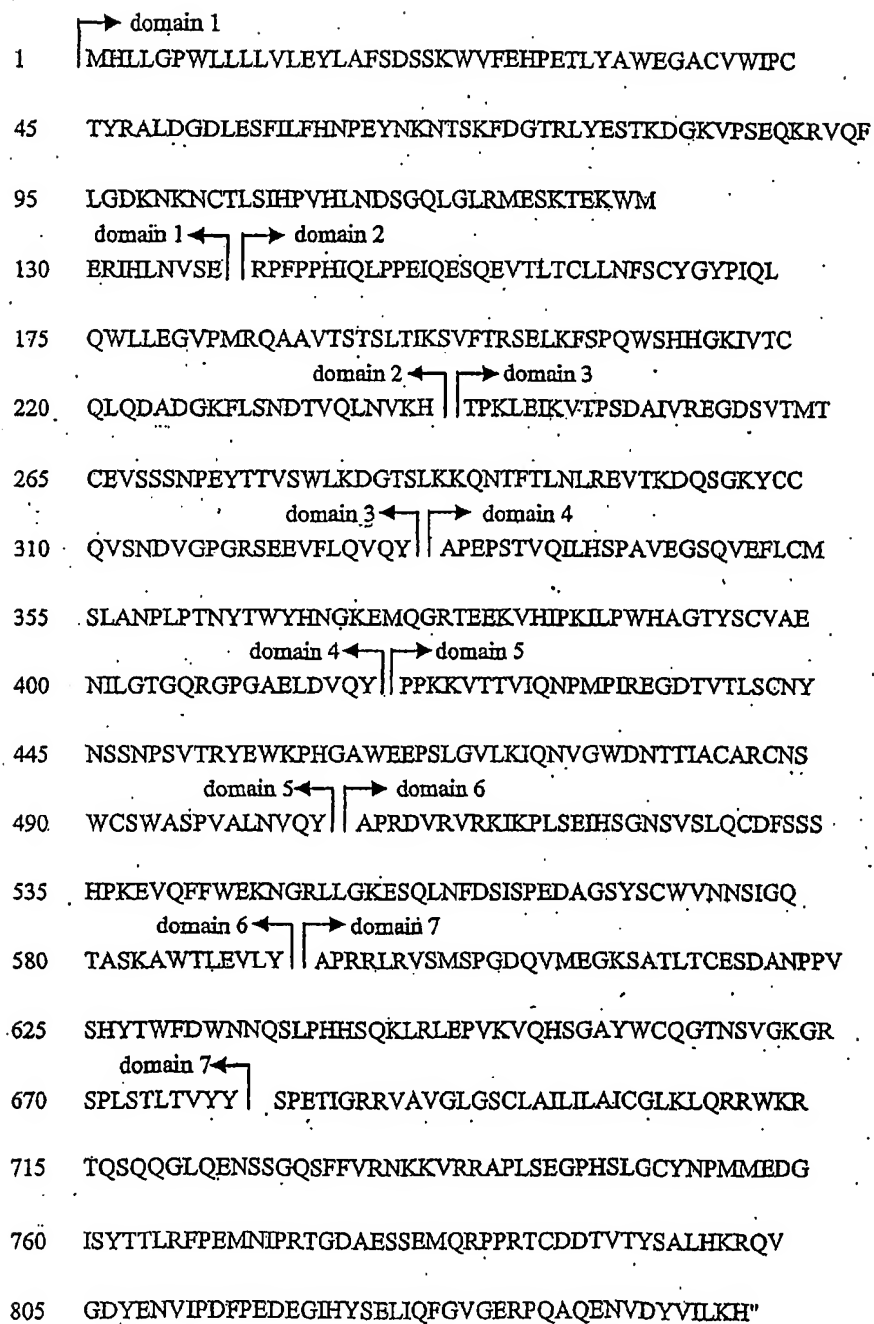 domain 1
1 MHLLGPWLLLLVLEYLAFSDSSKWVFEHPETLYAWEGACVWIPC
45 TYRALDGDLESFILFHNPEYNKNTSKFDGTRLYESTKDGKVPSEQKRVQF
95 LGDKNKNCTLSIHPVHLNDSGQLGLRMESKTEKWM
domain 1 domain 2
130 ERIHLNVSE RPFPPHIQLPPEIQESQEVTLTCLLNFSCYGYPIQL
175 QWLLEGVPMRQAAVTSTSLTIKSVFTRSELKFSPQWSHHGKIVTC
domain 2 domain 3
220 QLQDADGKFLSNDTVQLNVKH TPKLEIKVTPSDAIVREGDSVTMT
265 CEVSSSNPEYTTVSWLKDGTSLKKQNTFTLNLREVTKDQSGKYCC
domain 3 domain 4
310 QVSNDVGPGRSEEVFLQVQY APEPSTVQILHSPAVEGSQVEFLCM
355 SLANPLPTNYTWYHNGKEMQGRTEEKVHIPKILPWHAGTYSCVAE
domain 4 domain 5
400 NILGTGQRGPGAELDVQY PPKKVTTVIQNPMPIREGDTVTLSCNY
445 NSSNPSVTRYEWKPHGAWEEPSLGVLKIQNVGWDNTTIACARCNS
domain 5 domain 6
490 WCSWASPVALNVQY APRDVRVRKIKPLSEIHSGNSVSLQCDFSSS
535 HPKEVQFFWEKNGRLLGKESQLNFDSISPEDAGSYSCWVNNSIGQ
domain 6 domain 7
580 TASKAWTLEVLY APRRLRVSMSPGDQVMEGKSATLTCESDANPPV
625 SHYTWFDWNNQSLPHHSQKLRLEPVKVQHSGAYWCQGTNSVGKGR
domain 7
670 SPLSTLTVYY SPETIGRRVAVGLGSCLAILILAICGLKLQRRWKR
715 TQSQQGLQENSSGQSFFVRNKKVRRAPLSEGPHSLGCYNPMMEDG
760 ISYTTLRFPEMNIPRTGDAESSEMQRPPRTCDDTVTYSALHKRQV
805 GDYENVIPDFPEDEGIHYSELIQFGVGERPQAQENVDYVILKH"